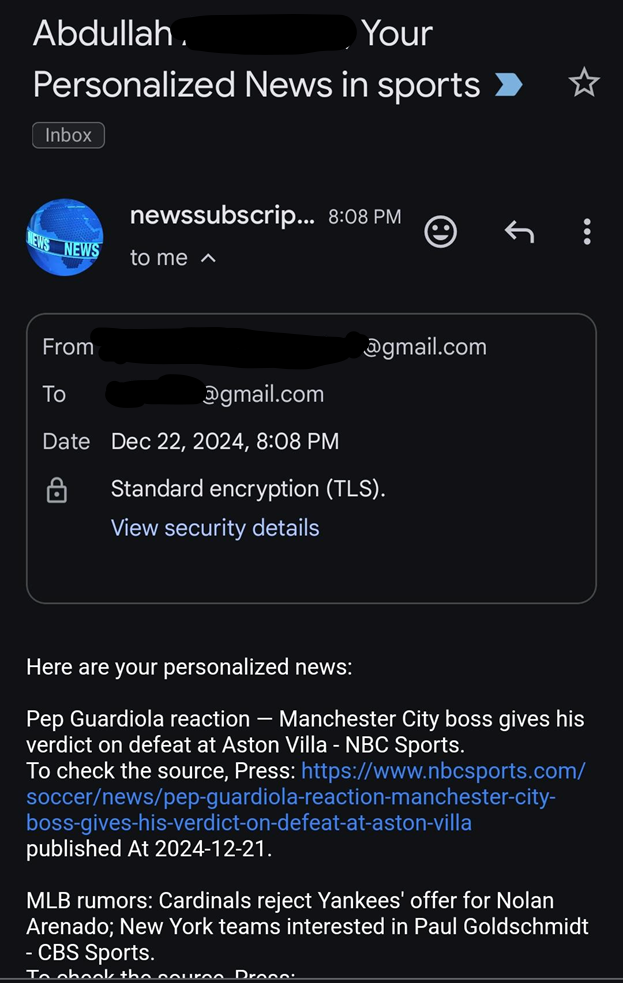 Abdullah , Your
Personalized News in sports
Inbox
NEWS NEWS
newssubscrip... 8:08 PM
to me
From @gmail.com
To @gmail.com
Date Dec 22, 2024, 8:08 PM
Standard encryption (TLS).
View security details
Here are your personalized news:
Pep Guardiola reaction — Manchester City boss gives his
verdict on defeat at Aston Villa - NBC Sports.
To check the source, Press: https://www.nbcsports.com/
soccer/news/pep-guardiola-reaction-manchester-city-
boss-gives-his-verdict-on-defeat-at-aston-villa
published At 2024-12-21.
MLB rumors: Cardinals reject Yankees' offer for Nolan
Arenado; New York teams interested in Paul Goldschmidt
- CBS Sports.
To check the source, Press: